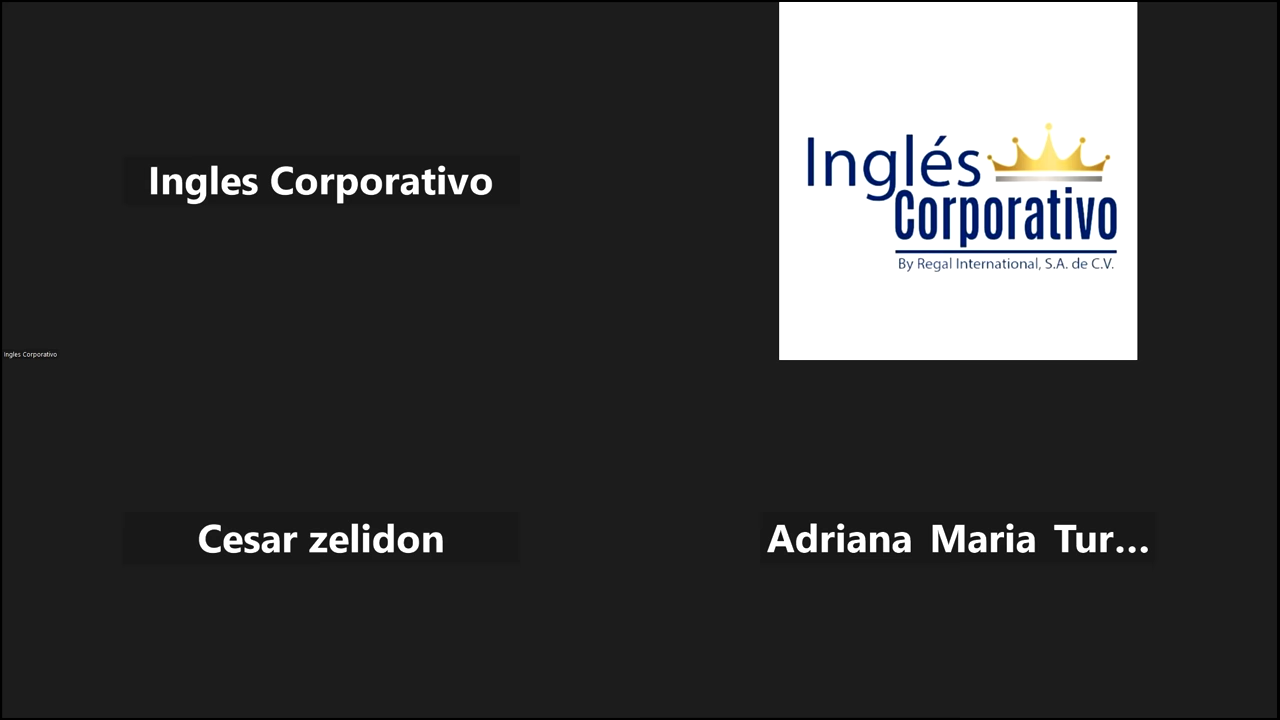 Ingles Corporativo
Inglés
Corporativo
By Regal International, S.A. de C.V.
Ingles Corporativo
Cesar zelidon
Adriana Maria Tur...